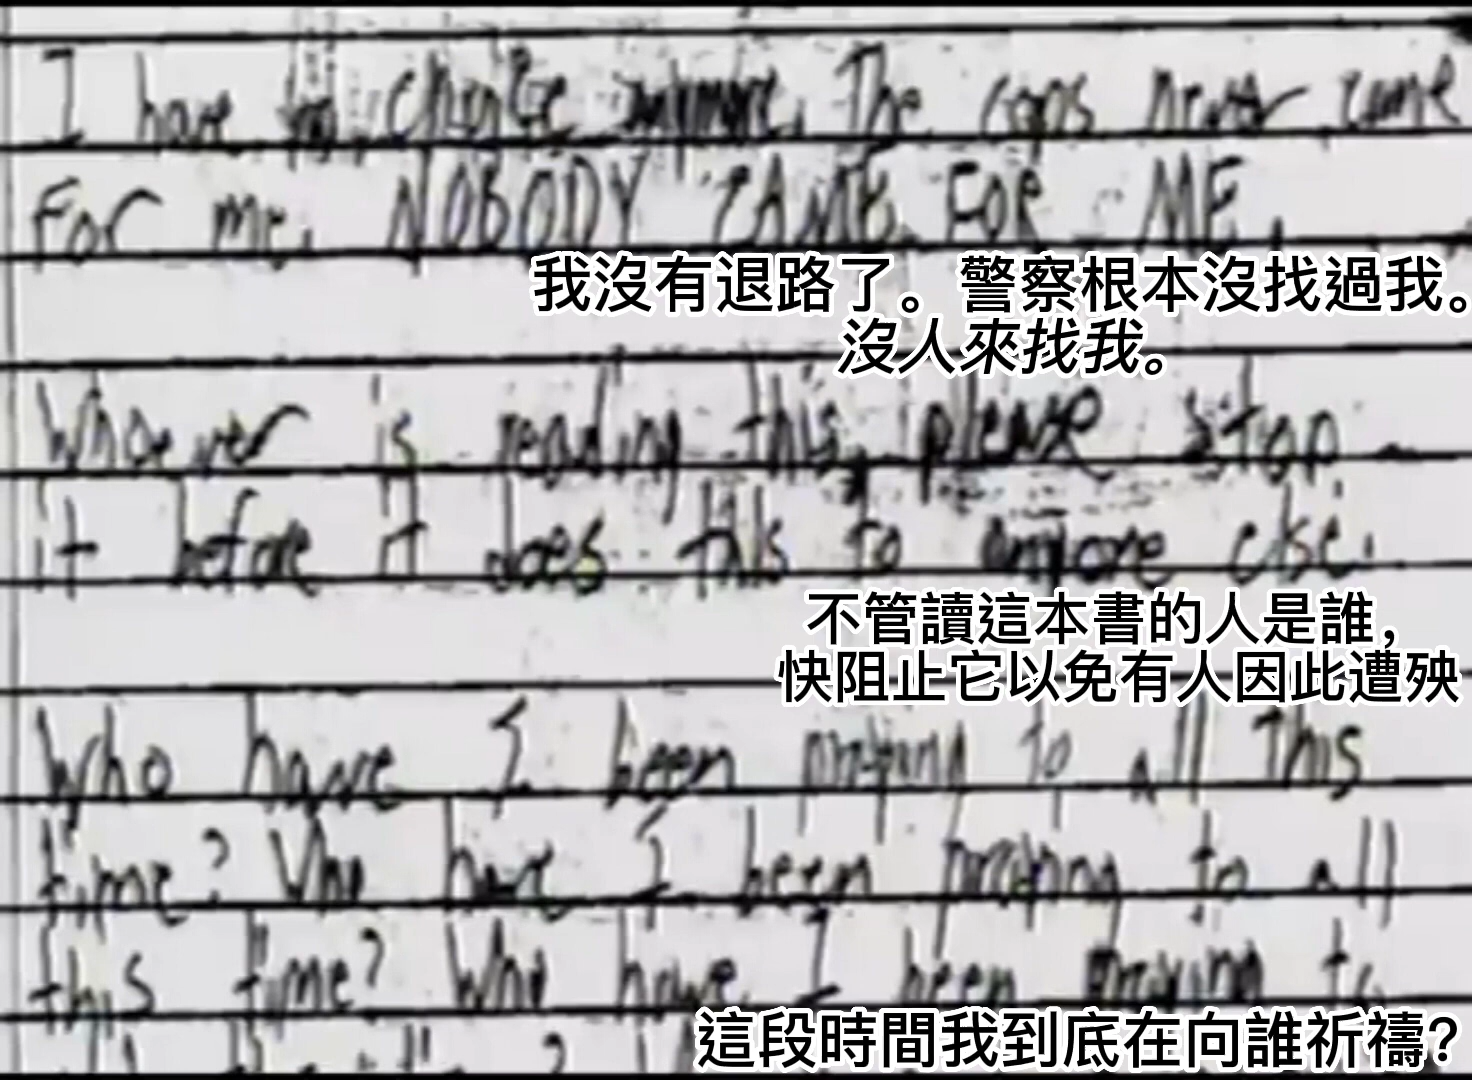 I have no choice anymore. The cops never came
for me. NOBODY CAME FOR ME.
我沒有退路了。警察根本沒找過我。
沒人來找我。
Whoever is reading this, please stop
it before it does this to anyone else.
不管讀這本書的人是誰，
快阻止它以免有人因此遭殃
Who have I been praying to all this
time? Who have I been praying to all
this time? Who have I been praying to
這段時間我到底在向誰祈禱?